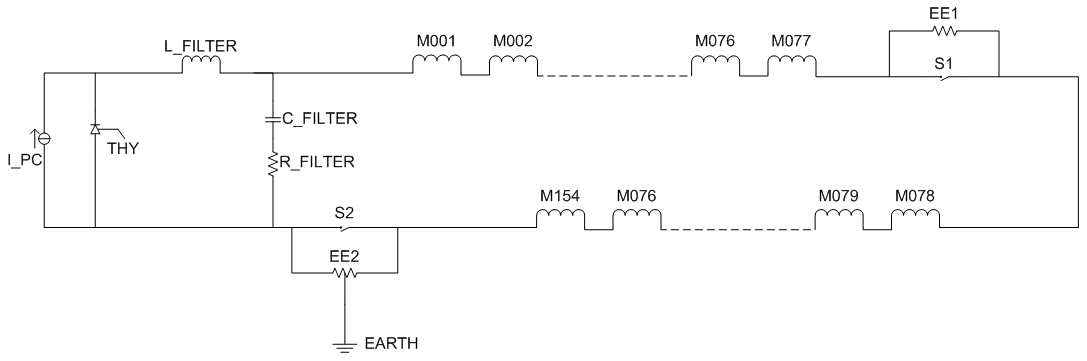 EE1
L_FILTER
M001 M002 M076 M077
S1
C_FILTER
THY
I_PC
R_FILTER
M154 M076 M079 M078
S2
EE2
EARTH